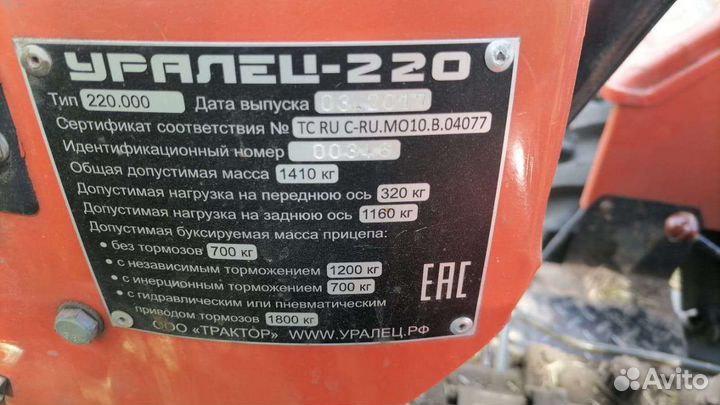 УРАЛЕЦ-220
Тип 220.000 Дата выпуска 03.2017
Сертификат соответствия № TC RU C-RU.MO10.B.04077
Идентификационный номер
Общая допустимая масса 1410 кг
Допустимая нагрузка на переднюю ось 320 кг
Допустимая нагрузка на заднюю ось 1160 кг
Допустимая буксируемая масса прицепа:
• без тормозов 700 кг
• с независимым торможением 1200 кг
• с инерционным торможением 700 кг
• с гидравлическим или пневматическим
приводом тормозов 1800 кг
ООО «ТРАКТОР» WWW.УРАЛЕЦ.РФ
EAC
Avito